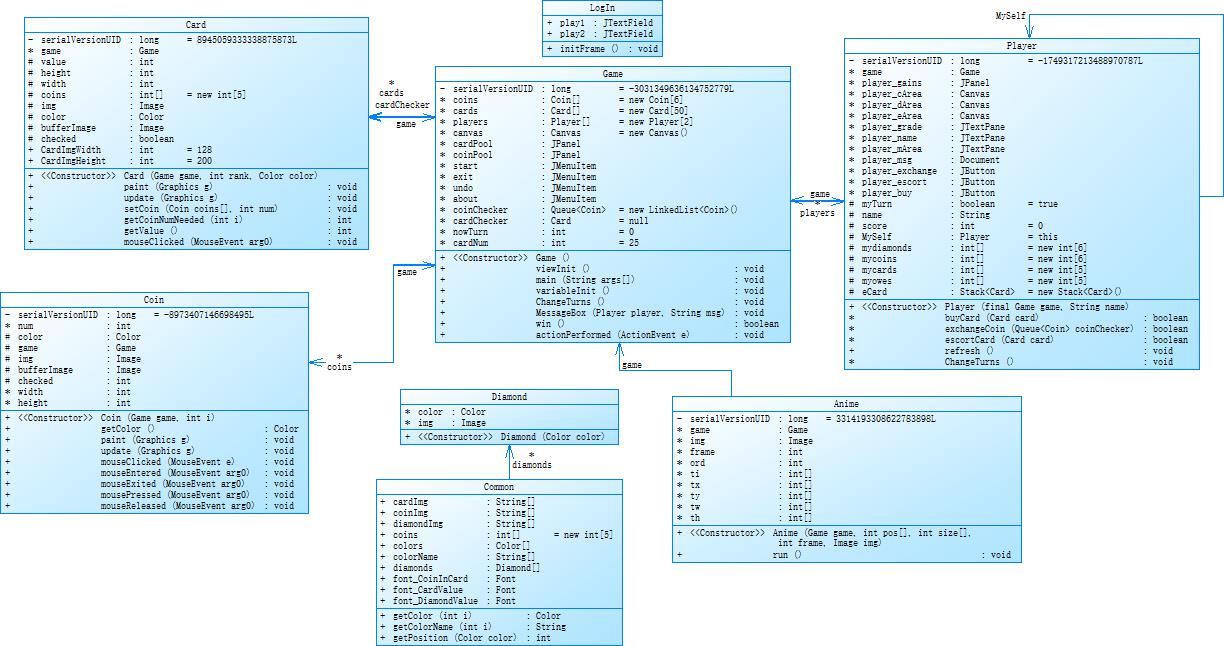 Card
- serialVersionUID : long = 8945059333338875873L
* game : Game
# value : int
# height : int
# width : int
# coins : int[] = new int[5]
# img : Image
# color : Color
# bufferImage : Image
# checked : boolean
+ CardImgWidth : int = 128
+ CardImgHeight : int = 200
+ <<Constructor>> Card (Game game, int rank, Color color)
+ paint (Graphics g) : void
+ update (Graphics g) : void
+ setCoin (Coin coins[], int num) : void
+ getCoinNumNeeded (int i) : int
+ getValue () : int
+ mouseClicked (MouseEvent arg0) : void
LogIn
+ play1 : JTextField
+ play2 : JTextField
+ initFrame () : void
*
cards
cardChecker
game
Game
- serialVersionUID : long = -3031349636134752779L
* coins : Coin[] = new Coin[6]
* cards : Card[] = new Card[50]
* players : Player[] = new Player[2]
* canvas : Canvas = new Canvas()
* cardPool : JPanel
* coinPool : JPanel
* start : JMenuItem
* exit : JMenuItem
* undo : JMenuItem
* about : JMenuItem
* coinChecker : Queue<Coin> = new LinkedList<Coin>()
* cardChecker : Card = null
* nowTurn : int = 0
* cardNum : int = 25
+ <<Constructor>> Game ()
+ viewInit () : void
+ main (String args[]) : void
+ variableInit () : void
+ ChangeTurns () : void
+ MessageBox (Player player, String msg) : void
+ win () : boolean
+ actionPerformed (ActionEvent e) : void
game
*
players
MySelf
Player
- serialVersionUID : long = -1749317213488970787L
* game : Game
* player_gains : JPanel
* player_cArea : Canvas
* player_dArea : Canvas
* player_eArea : Canvas
* player_grade : JTextPane
* player_name : JTextPane
* player_mArea : JTextPane
* player_msg : Document
* player_exchange : JButton
* player_escort : JButton
* player_buy : JButton
# myTurn : boolean = true
# name : String
# score : int = 0
# MySelf : Player = this
# mydiamonds : int[] = new int[6]
# mycoins : int[] = new int[6]
# mycards : int[] = new int[5]
# myowes : int[] = new int[5]
# eCard : Stack<Card> = new Stack<Card>()
+ <<Constructor>> Player (final Game game, String name)
* buyCard (Card card) : boolean
* exchangeCoin (Queue<Coin> coinChecker) : boolean
* escortCard (Card card) : boolean
+ refresh () : void
* ChangeTurns () : void
game
*
coins
Coin
- serialVersionUID : long = -8973407146698495L
* num : int
* color : Color
* game : Game
* img : Image
* bufferImage : Image
* checked : int
* width : int
* height : int
+ <<Constructor>> Coin (Game game, int i)
+ getColor () : Color
+ paint (Graphics g) : void
+ update (Graphics g) : void
+ mouseClicked (MouseEvent e) : void
+ mouseEntered (MouseEvent arg0) : void
+ mouseExited (MouseEvent arg0) : void
+ mousePressed (MouseEvent arg0) : void
+ mouseReleased (MouseEvent arg0) : void
game
Diamond
* color : Color
* img : Image
+ <<Constructor>> Diamond (Color color)
*
diamonds
Common
+ cardImg : String[]
+ coinImg : String[]
+ diamondImg : String[]
+ coins : int[] = new int[5]
+ colors : Color[]
+ colorName : String[]
+ diamonds : Diamond[]
+ font_CoinInCard : Font
+ font_CardValue : Font
+ font_DiamondValue : Font
+ getColor (int i) : Color
+ getColorName (int i) : String
+ getPosition (Color color) : int
Anime
- serialVersionUID : long = 3314193308622783898L
* game : Game
* img : Image
* frame : int
* ord : int
* ti : int[]
* tx : int[]
* ty : int[]
* tw : int[]
* th : int[]
+ <<Constructor>> Anime (Game game, int pos[], int size[],
int frame, Image img)
+ run () : void